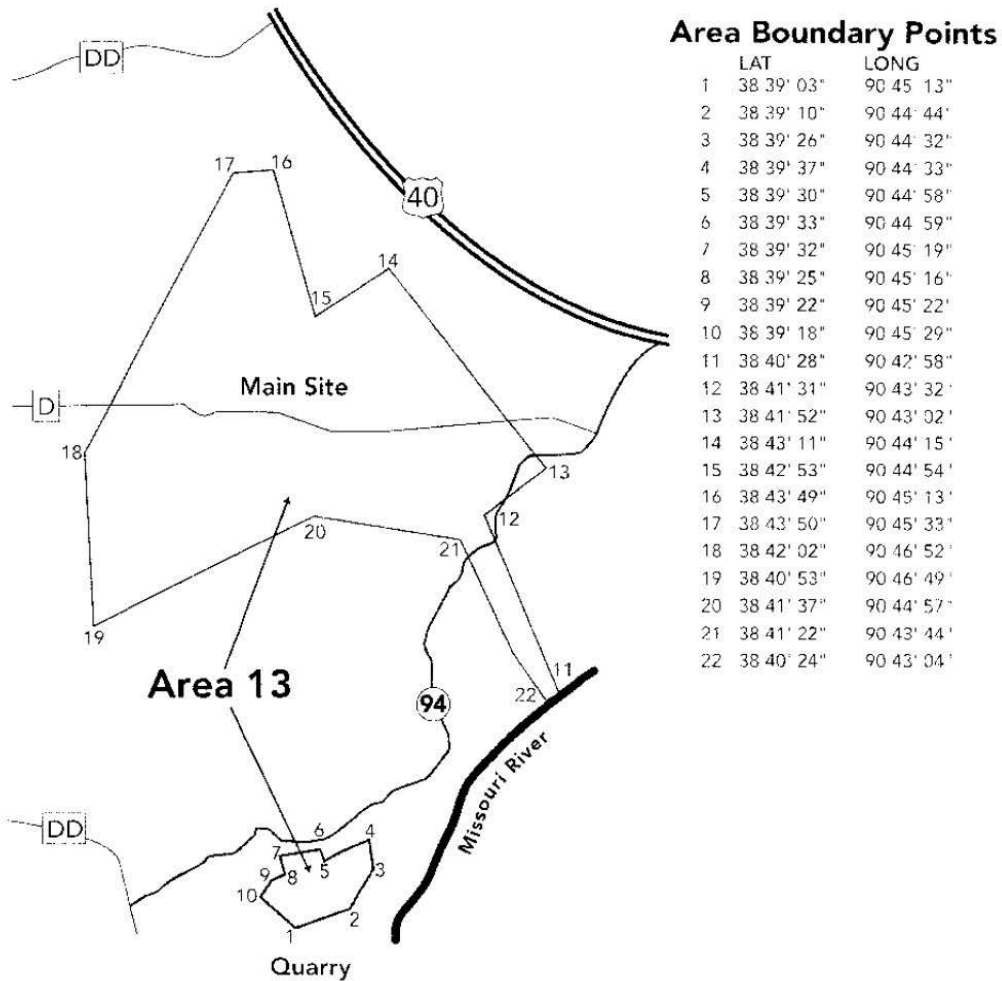 Area Boundary Points
LAT LONG
1 38 39' 03" 90 45' 13"
2 38 39' 10" 90 44' 44"
3 38 39' 26" 90 44' 32"
4 38 39' 37" 90 44' 33"
5 38 39' 30" 90 44' 58"
6 38 39' 33" 90 44' 59"
7 38 39' 32" 90 45' 19"
8 38 39' 25" 90 45' 16"
9 38 39' 22" 90 45' 22"
10 38 39' 18" 90 45' 29"
11 38 40' 28" 90 42' 58"
12 38 41' 31" 90 43' 32"
13 38 41' 52" 90 43' 02"
14 38 43' 11" 90 44' 15"
15 38 42' 53" 90 44' 54"
16 38 43' 49" 90 45' 13"
17 38 43' 50" 90 45' 33"
18 38 42' 02" 90 46' 52"
19 38 40' 53" 90 46' 49"
20 38 41' 37" 90 44' 57"
21 38 41' 22" 90 43' 44"
22 38 40' 24" 90 43' 04"
DD
17 16
40
14
15
Main Site
D
18
13
12
20
21
19
Area 13
11
22
94
Missouri River
DD
6 4
7
5 3
9 8
10
2
1
Quarry